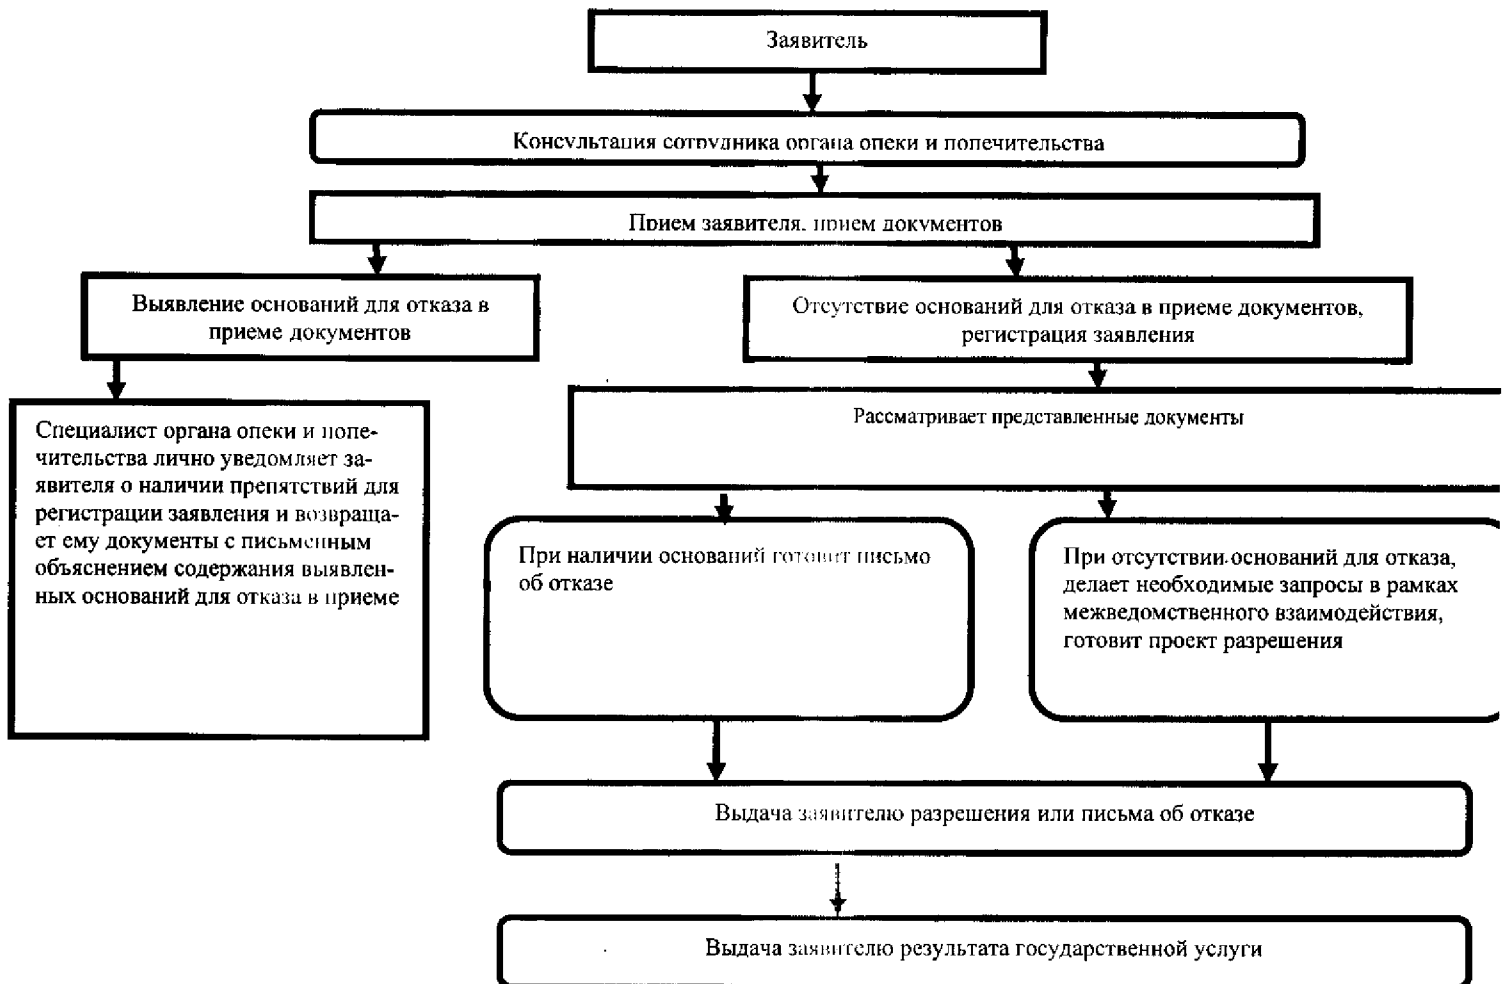 Заявитель
Консультация сотрудника органа опеки и попечительства
Прием заявителя, прием документов
Выявление оснований для отказа в
приеме документов
Отсутствие оснований для отказа в приеме документов,
регистрация заявления
Специалист органа опеки и попе-
чительства лично уведомляет за-
явителя о наличии препятствий для
регистрации заявления и возвраща-
ет ему документы с письменным
объяснением содержания выявлен-
ных оснований для отказа в приеме
Рассматривает представленные документы
При наличии оснований готовит письмо
об отказе
При отсутствии оснований для отказа,
делает необходимые запросы в рамках
межведомственного взаимодействия,
готовит проект разрешения
Выдача заявителю разрешения или письма об отказе
Выдача заявителю результата государственной услуги